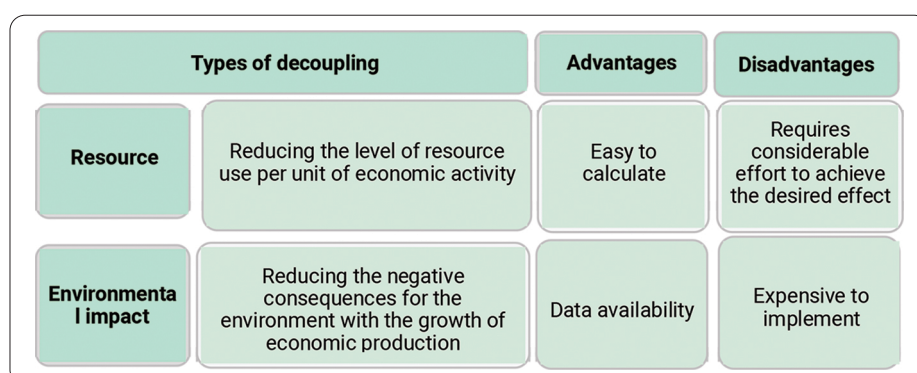 Types of decoupling
Advantages
Disadvantages
Resource
Reducing the level of resource
use per unit of economic activity
Easy to
calculate
Requires
considerable
effort to achieve
the desired effect
Environmenta
l impact
Reducing the negative
consequences for the
environment with the growth of
economic production
Data availability
Expensive to
implement